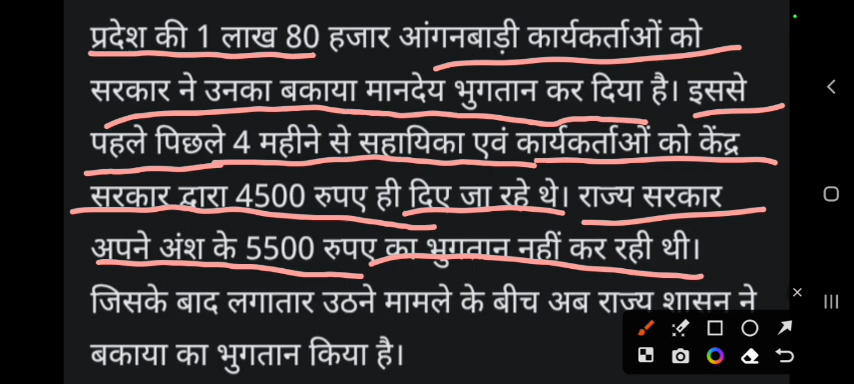 प्रदेश की 1 लाख 80 हजार आंगनबाड़ी कार्यकर्ताओं को
सरकार ने उनका बकाया मानदेय भुगतान कर दिया है। इससे
पहले पिछले 4 महीने से सहायिका एवं कार्यकर्ताओं को केंद्र
सरकार द्वारा 4500 रुपए ही दिए जा रहे थे। राज्य सरकार
अपने अंश के 5500 रुपए का भुगतान नहीं कर रही थी।
जिसके बाद लगातार उठने मामले के बीच अब राज्य शासन ने
बकाया का भुगतान किया है।